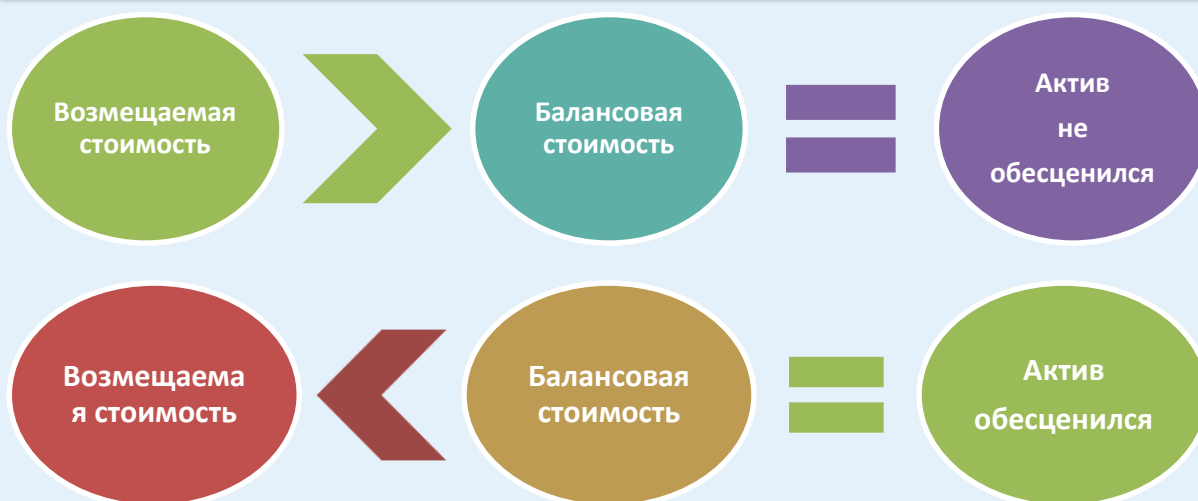 Возмещаемая
стоимость
Балансовая
стоимость
Актив
не
обесценился
Возмещаема
я стоимость
Балансовая
стоимость
Актив
обесценился